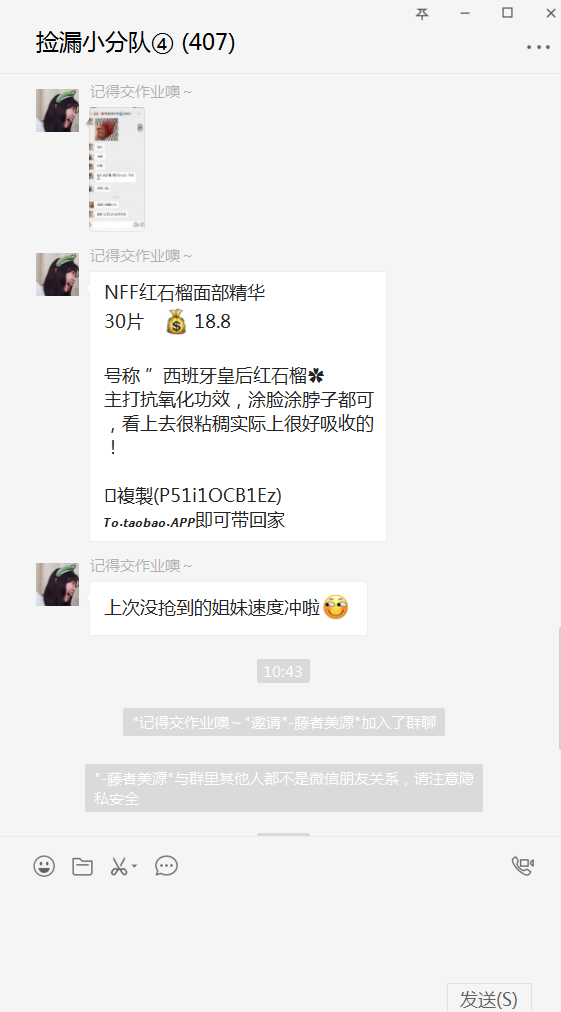 捡漏小分队④ (407)
记得交作业噢～
记得交作业噢～
NFF红石榴面部精华
30片 💰 18.8
号称〞西班牙皇后红石榴✿
主打抗氧化功效，涂脸涂脖子都可
，看上去很粘稠实际上很好吸收的
！
複製(P51i1OCB1Ez)
To.taobao.APP即可带回家
记得交作业噢～
上次没抢到的姐妹速度冲啦
10:43
"记得交作业噢～"邀请"-藤者美源"加入了群聊
"-藤者美源"与群里其他人都不是微信朋友关系，请注意隐
私安全
发送(S)